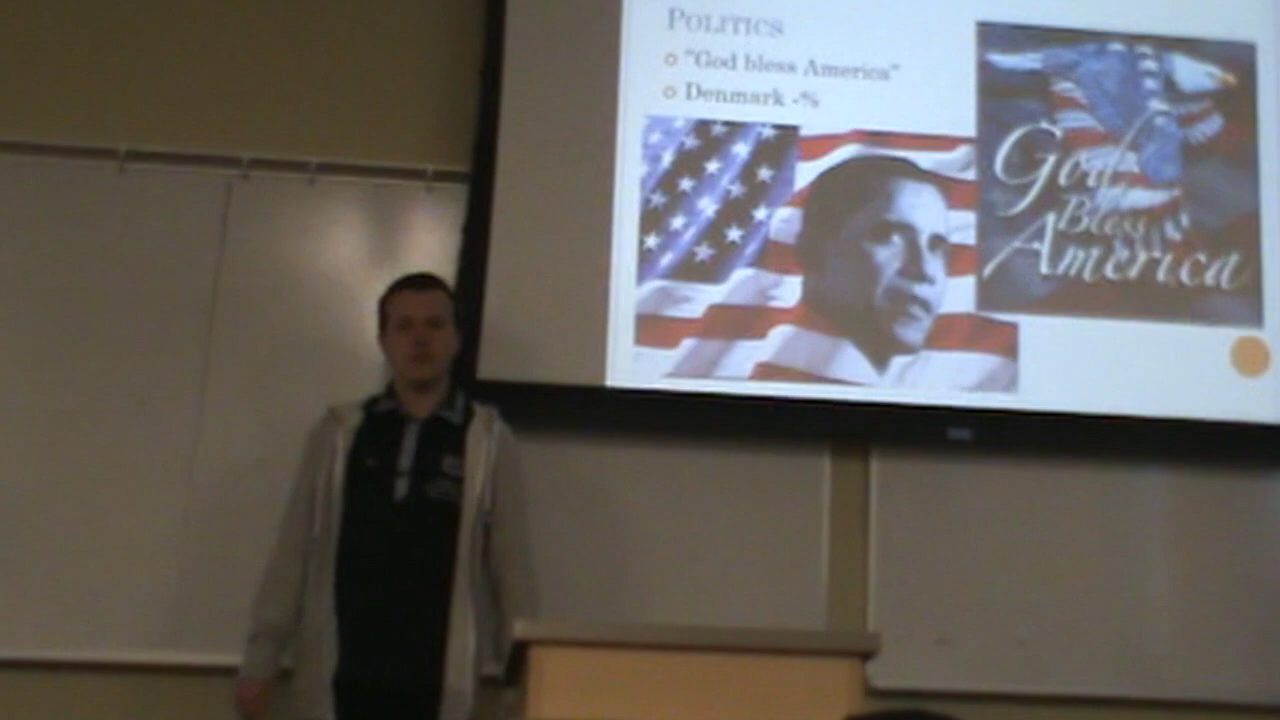 POLITICS
"God bless America"
Denmark -%
God
Bless
America